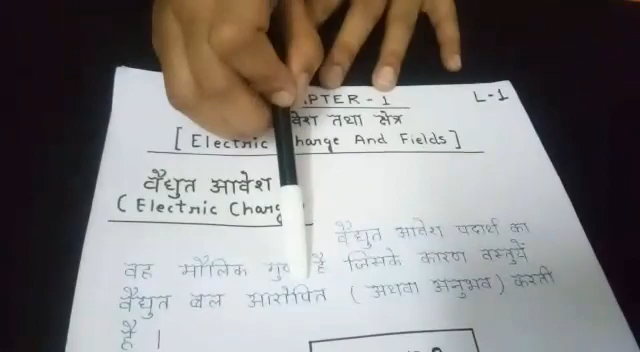 PTER - 1
L-1
तथा क्षेत्र
[ Electric Charge And Fields ]
वैद्युत आवेश
( Electric Charg
वैद्युत आवेश पदार्थ का
वह मौलिक गुण है जिसके कारण वस्तुयें
वैद्युत बल आरोपित ( अथवा अनुभव ) करती
है |